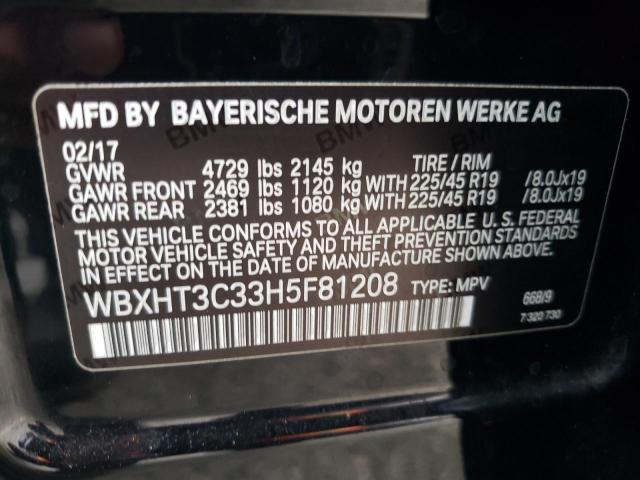 MFD BY BAYERISCHE MOTOREN WERKE AG
02/17
GVWR 4729 lbs 2145 kg TIRE / RIM
GAWR FRONT 2469 lbs 1120 kg WITH 225/45 R19 /8.0Jx19
GAWR REAR 2381 lbs 1080 kg WITH 225/45 R19 /8.0Jx19
THIS VEHICLE CONFORMS TO ALL APPLICABLE U.S. FEDERAL
MOTOR VEHICLE SAFETY AND THEFT PREVENTION STANDARDS
IN EFFECT ON THE DATE OF MANUFACTURE SHOWN ABOVE.
WBXHT3C33H5F81208 TYPE: MPV 668/9
7 320 730